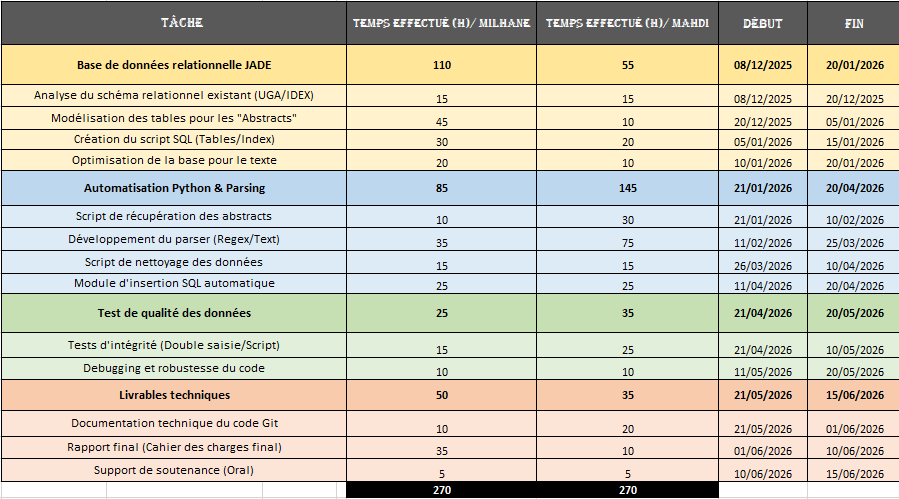 TÂCHE TEMPS EFFECTUÉ (H)/ MILHANE TEMPS EFFECTUÉ (H)/ MAHDI DÉBUT FIN
Base de données relationnelle JADE 110 55 08/12/2025 20/01/2026
Analyse du schéma relationnel existant (UGA/IDEX) 15 15 08/12/2025 20/12/2025
Modélisation des tables pour les "Abstracts" 45 10 20/12/2025 05/01/2026
Création du script SQL (Tables/Index) 30 20 05/01/2026 15/01/2026
Optimisation de la base pour le texte 20 10 10/01/2026 20/01/2026
Automatisation Python & Parsing 85 145 21/01/2026 20/04/2026
Script de récupération des abstracts 10 30 21/01/2026 10/02/2026
Développement du parser (Regex/Text) 35 75 11/02/2026 25/03/2026
Script de nettoyage des données 15 15 26/03/2026 10/04/2026
Module d'insertion SQL automatique 25 25 11/04/2026 20/04/2026
Test de qualité des données 25 35 21/04/2026 20/05/2026
Tests d'intégrité (Double saisie/Script) 15 25 21/04/2026 10/05/2026
Debugging et robustesse du code 10 10 11/05/2026 20/05/2026
Livrables techniques 50 35 21/05/2026 15/06/2026
Documentation technique du code Git 10 20 21/05/2026 01/06/2026
Rapport final (Cahier des charges final) 35 10 01/06/2026 10/06/2026
Support de soutenance (Oral) 5 5 10/06/2026 15/06/2026
270 270